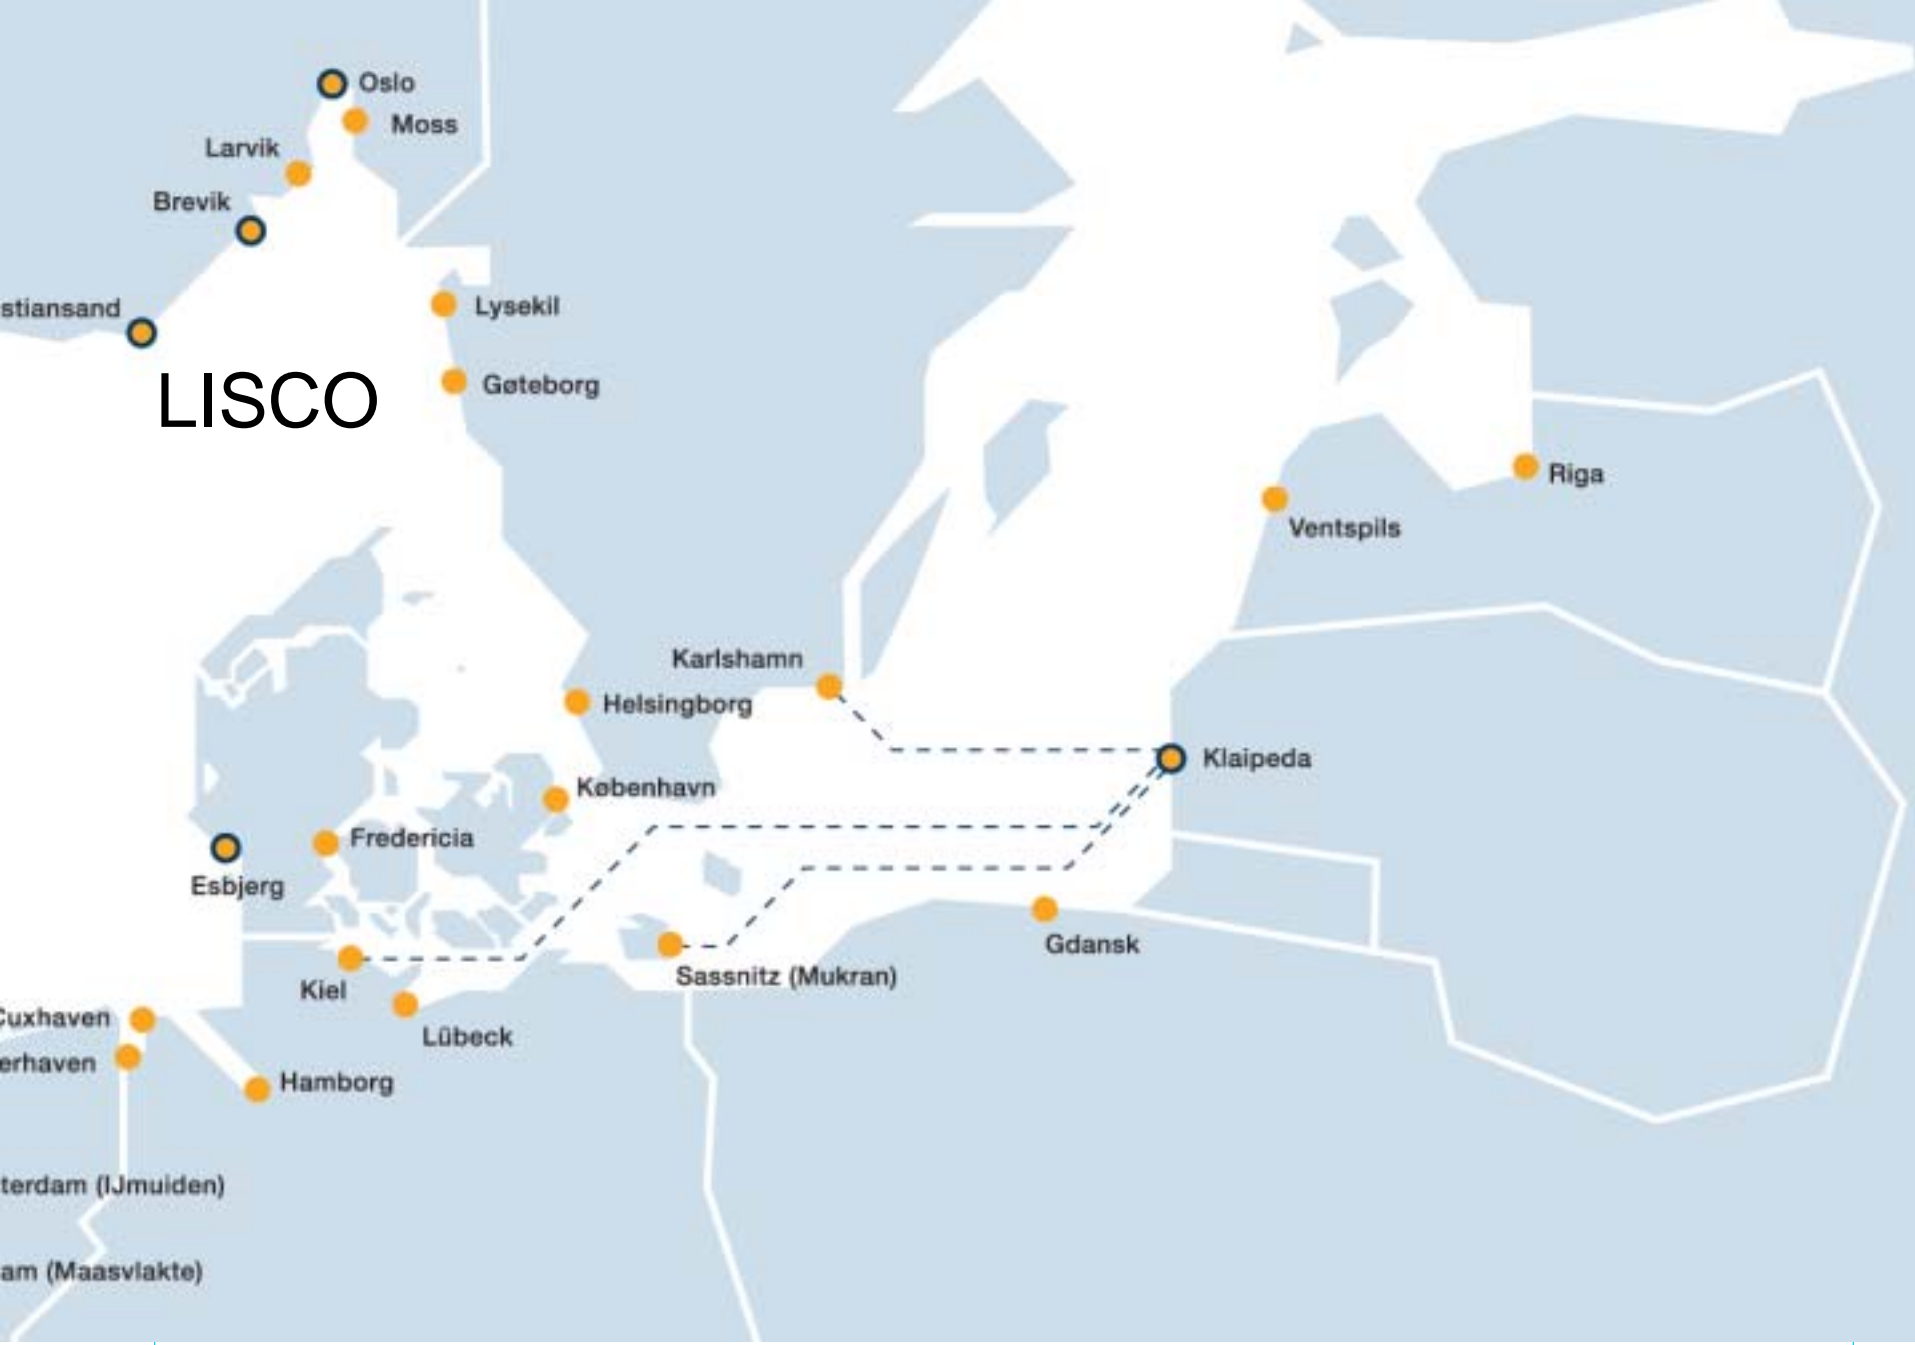 Oslo
Moss
Larvik
Brevik
stiansand
Lysekil
LISCO
Gøteborg
Riga
Ventspils
Karlshamn
Helsingborg
Klaipeda
København
Fredericia
Esbjerg
Gdansk
Sassnitz (Mukran)
Kiel
Cuxhaven
Lübeck
erhaven
Hamborg
terdam (IJmuiden)
am (Maasvlakte)